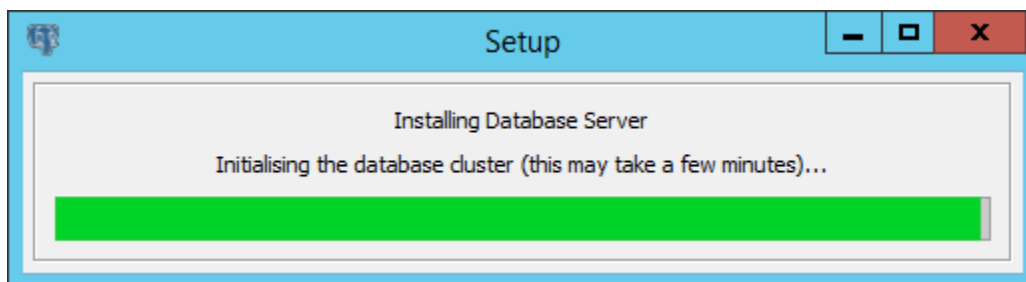 Setup
Installing Database Server
Initialising the database cluster (this may take a few minutes)...